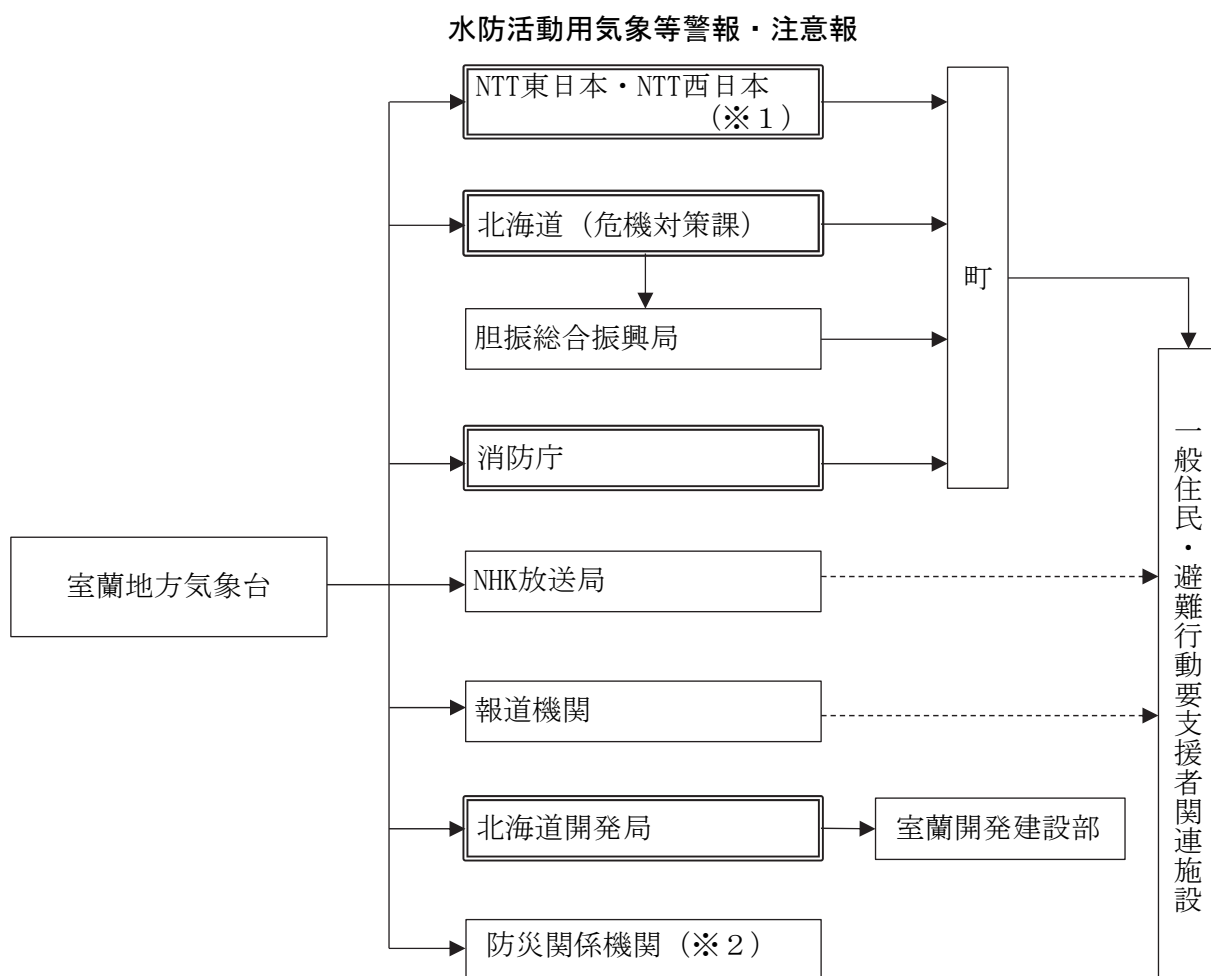 水防活動用気象等警報・注意報
NTT東日本・NTT西日本
(※1)
北海道(危機対策課)
町
胆振総合振興局
消防庁
室蘭地方気象台
NHK放送局
報道機関
北海道開発局
室蘭開発建設部
防災関係機関(※2)
一般住民・避難行動要支援者関連施設